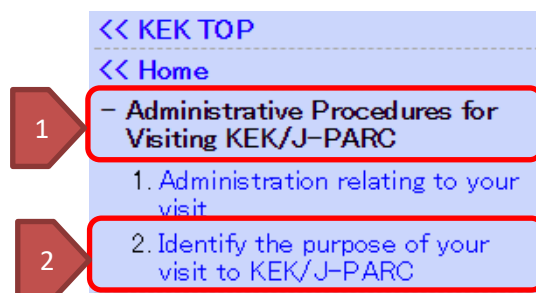 << KEK TOP
<< Home
1
- Administrative Procedures for
Visiting KEK/J-PARC
1. Administration relating to your
visit
2
2. Identify the purpose of your
visit to KEK/J-PARC